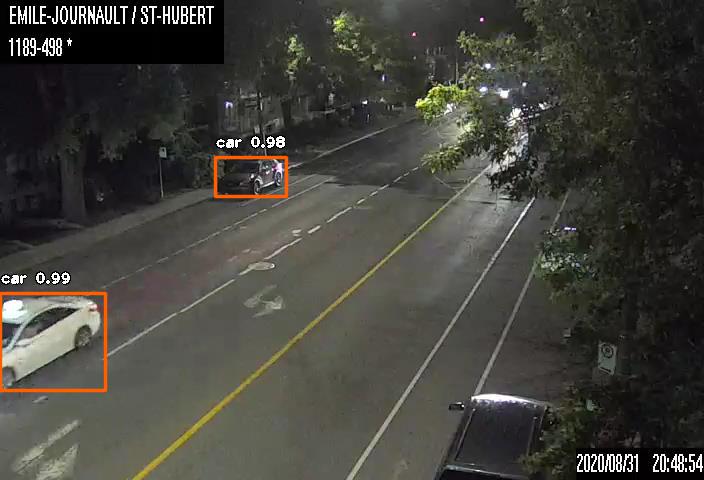 EMILE-JOURNAULT / ST-HUBERT
1189-498 *
car 0.98
car 0.99
2020/08/31 20:48:54